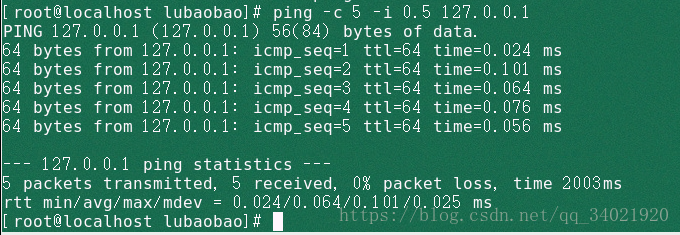 [root@localhost lubaobao]# ping -c 5 -i 0.5 127.0.0.1
PING 127.0.0.1 (127.0.0.1) 56(84) bytes of data.
64 bytes from 127.0.0.1: icmp_seq=1 ttl=64 time=0.024 ms
64 bytes from 127.0.0.1: icmp_seq=2 ttl=64 time=0.101 ms
64 bytes from 127.0.0.1: icmp_seq=3 ttl=64 time=0.064 ms
64 bytes from 127.0.0.1: icmp_seq=4 ttl=64 time=0.076 ms
64 bytes from 127.0.0.1: icmp_seq=5 ttl=64 time=0.056 ms

--- 127.0.0.1 ping statistics ---
5 packets transmitted, 5 received, 0% packet loss, time 2003ms
rtt min/avg/max/mdev = 0.024/0.064/0.101/0.025 ms
[root@localhost lubaobao]#
https://blog.csdn.net/qq_34021920